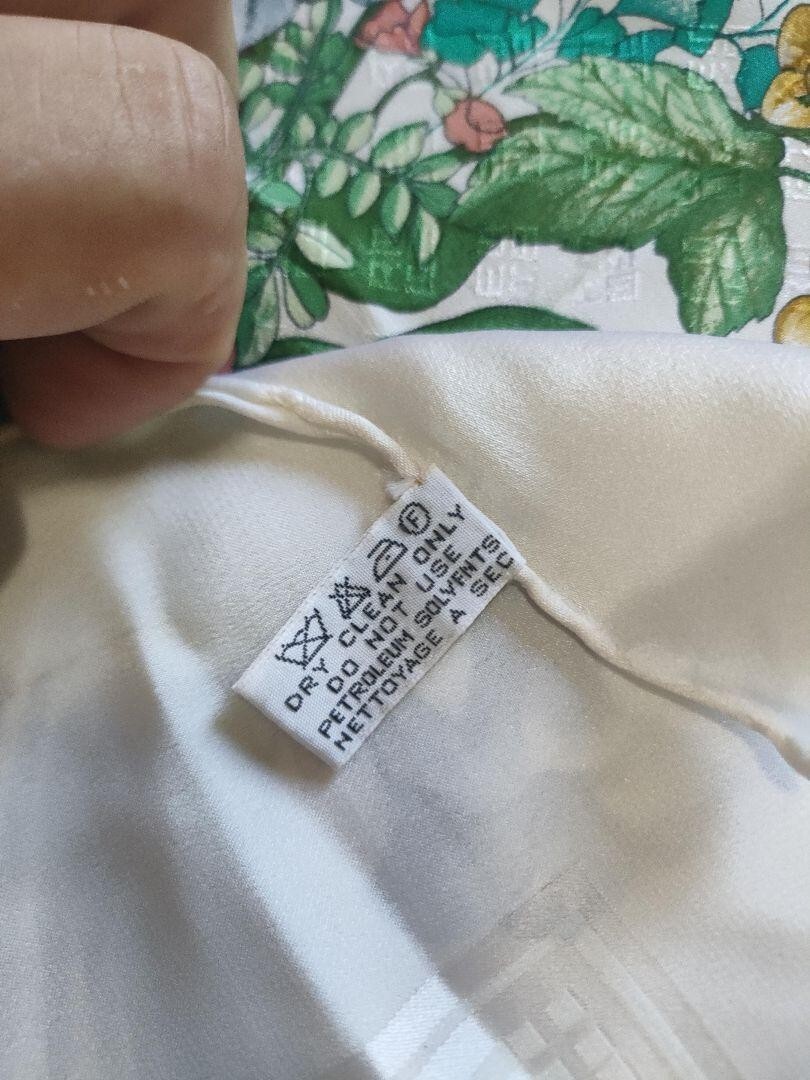 F
DRY CLEAN ONLY
DO NOT USE
PETROLEUM SOLVENTS
NETTOYAGE A SEC